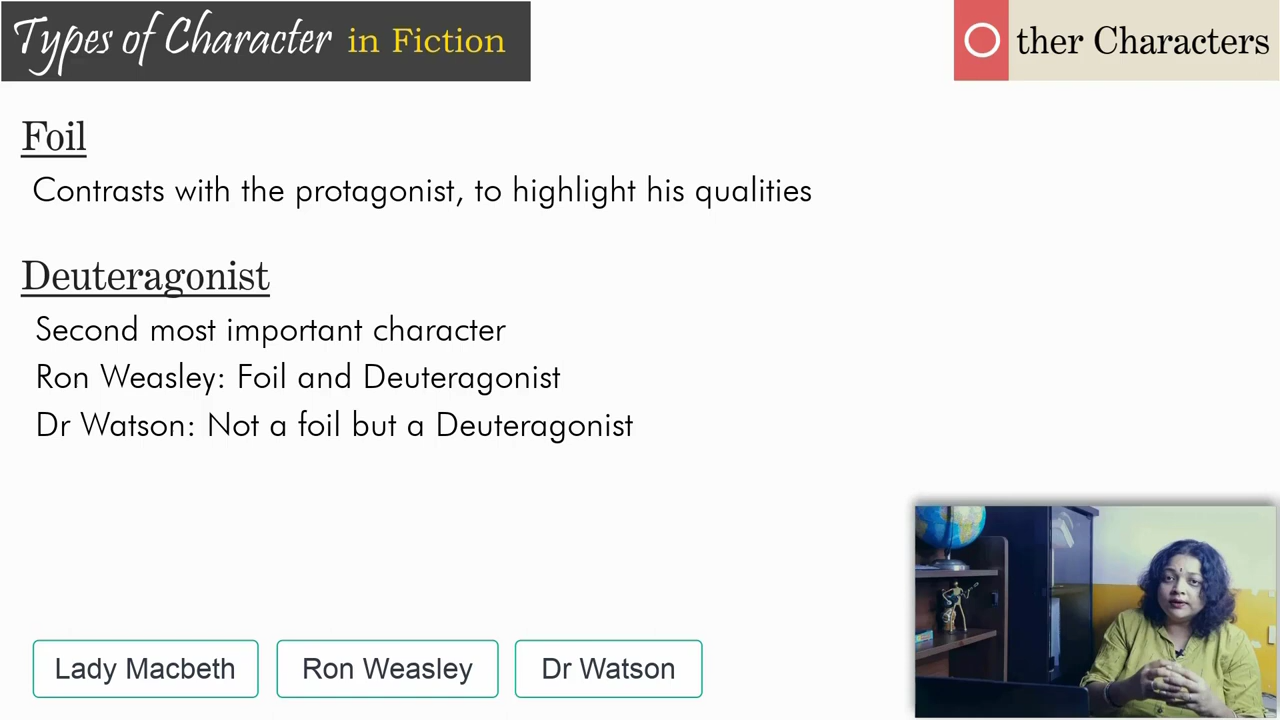 Types of Character in Fiction
Other Characters
Foil
Contrasts with the protagonist, to highlight his qualities
Deuteragonist
Second most important character
Ron Weasley: Foil and Deuteragonist
Dr Watson: Not a foil but a Deuteragonist
Lady Macbeth
Ron Weasley
Dr Watson